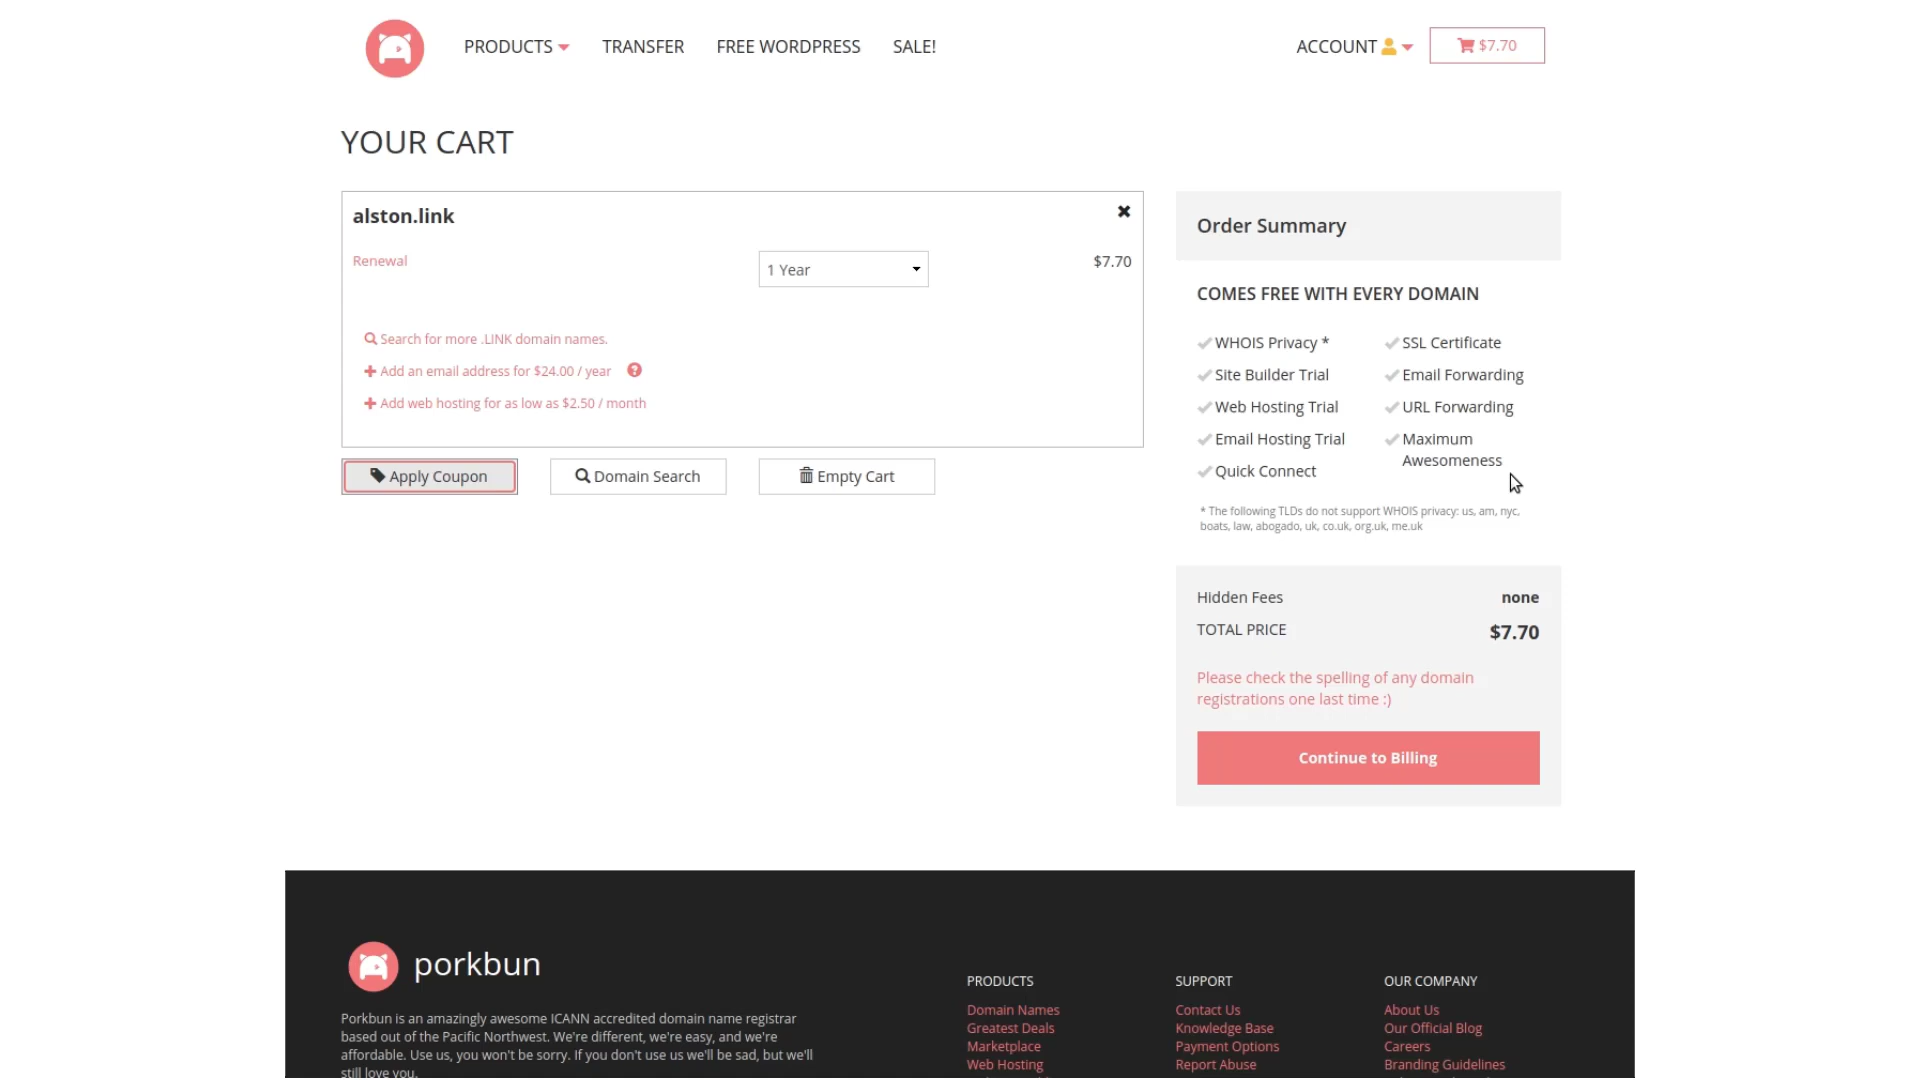 PRODUCTS
TRANSFER
FREE WORDPRESS
SALE!
ACCOUNT
$7.70
YOUR CART
alston.link
Renewal
1 Year
$7.70
Search for more .LINK domain names.
Add an email address for $24.00 / year
Add web hosting for as low as $2.50 / month
Apply Coupon
Domain Search
Empty Cart
Order Summary
COMES FREE WITH EVERY DOMAIN
WHOIS Privacy *
SSL Certificate
Site Builder Trial
Email Forwarding
Web Hosting Trial
URL Forwarding
Email Hosting Trial
Maximum
Awesomeness
Quick Connect
* The following TLDs do not support WHOIS privacy: us, am, nyc,
boats, law, abogado, uk, co.uk, org.uk, me.uk
Hidden Fees none
TOTAL PRICE $7.70
Please check the spelling of any domain
registrations one last time :)
Continue to Billing
porkbun
Porkbun is an amazingly awesome ICANN accredited domain name registrar
based out of the Pacific Northwest. We're different, we're easy, and we're
affordable. Use us, you won't be sorry. If you don't use us we'll be sad, but we'll
still love you.
PRODUCTS
Domain Names
Greatest Deals
Marketplace
Web Hosting
SUPPORT
Contact Us
Knowledge Base
Payment Options
Report Abuse
OUR COMPANY
About Us
Our Official Blog
Careers
Branding Guidelines